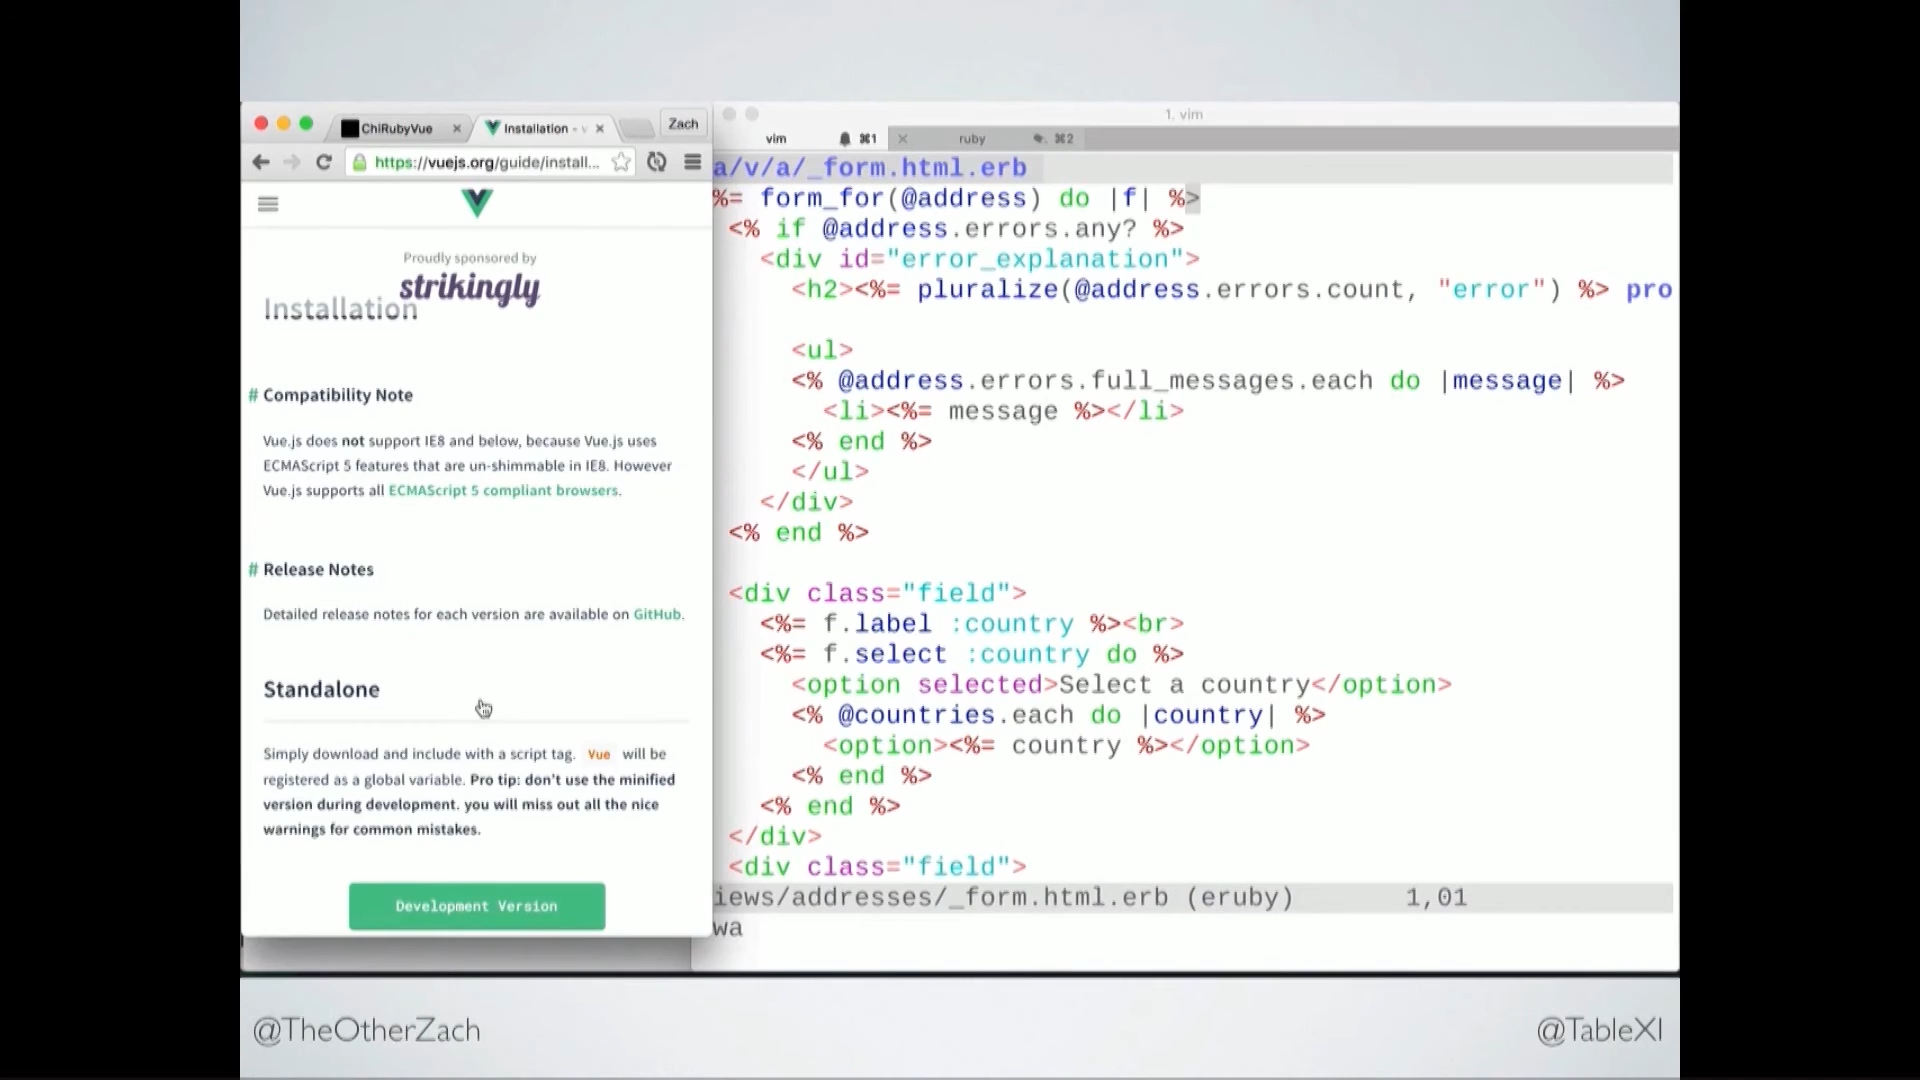 ChiRubyVue
Installation
Zach
https://vuejs.org/guide/install...
Proudly sponsored by
strikingly
Installation
# Compatibility Note
Vue.js does not support IE8 and below, because Vue.js uses
ECMAScript 5 features that are un-shimmable in IE8. However
Vue.js supports all ECMAScript 5 compliant browsers.
# Release Notes
Detailed release notes for each version are available on GitHub.
Standalone
Simply download and include with a script tag. Vue will be
registered as a global variable. Pro tip: don't use the minified
version during development. you will miss out all the nice
warnings for common mistakes.
Development Version
1. vim
vim ⌘1 ruby ⌘2
a/v/a/_form.html.erb
%= form_for(@address) do |f| %>
<% if @address.errors.any? %>
<div id="error_explanation">
<h2><%= pluralize(@address.errors.count, "error") %> pro
<ul>
<% @address.errors.full_messages.each do |message| %>
<li><%= message %></li>
<% end %>
</ul>
</div>
<% end %>
<div class="field">
<%= f.label :country %><br>
<%= f.select :country do %>
<option selected>Select a country</option>
<% @countries.each do |country| %>
<option><%= country %></option>
<% end %>
<% end %>
</div>
<div class="field">
iews/addresses/_form.html.erb (eruby) 1,01
wa
@TheOtherZach
@TableXI